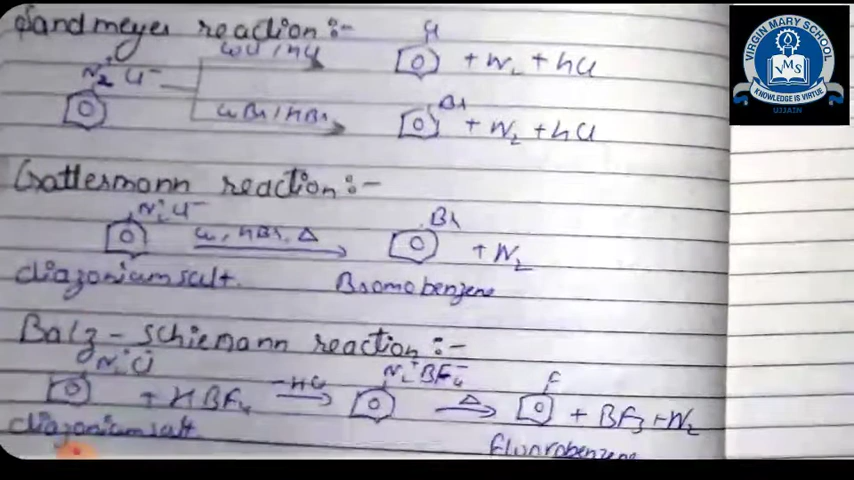 Sandmeyer reaction :-
Cl
CuCl / HCl
N₂⁺Cl⁻
+ N₂ + HCl
CuBr / HBr
Br
+ N₂ + HCl
Gattermann reaction :-
N₂⁺Cl⁻
Cu, HBr, Δ
Br
+ N₂
diazonium salt.
Bromobenzene
Balz - Schiemann reaction :-
N₂⁺Cl
+ HBF₄
-HCl
N₂⁺BF₄⁻
Δ
F
+ BF₃ + N₂
diazonium salt.
fluorobenzene
VIRGIN MARY SCHOOL
VMS
KNOWLEDGE IS VIRTUE
UJJAIN